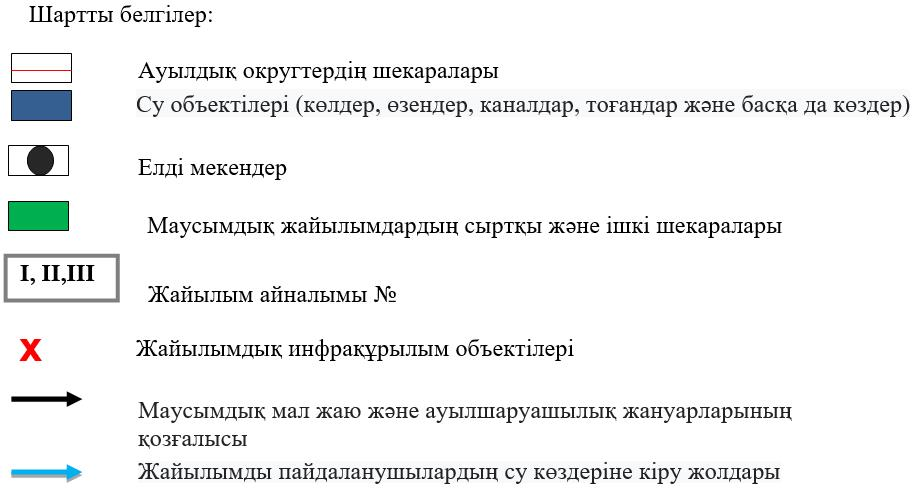 Шартты белгілер:
Ауылдық округтердің шекаралары
Су объектілері (көлдер, өзендер, каналдар, тоғандар және басқа да көздер)
Елді мекендер
Маусымдық жайылымдардың сыртқы және ішкі шекаралары
I, II,III
Жайылым айналымы №
X
Жайылымдық инфрақұрылым объектілері
Маусымдық мал жаю және ауылшаруашылық жануарларының
қозғалысы
Жайылымды пайдаланушылардың су көздеріне кіру жолдары